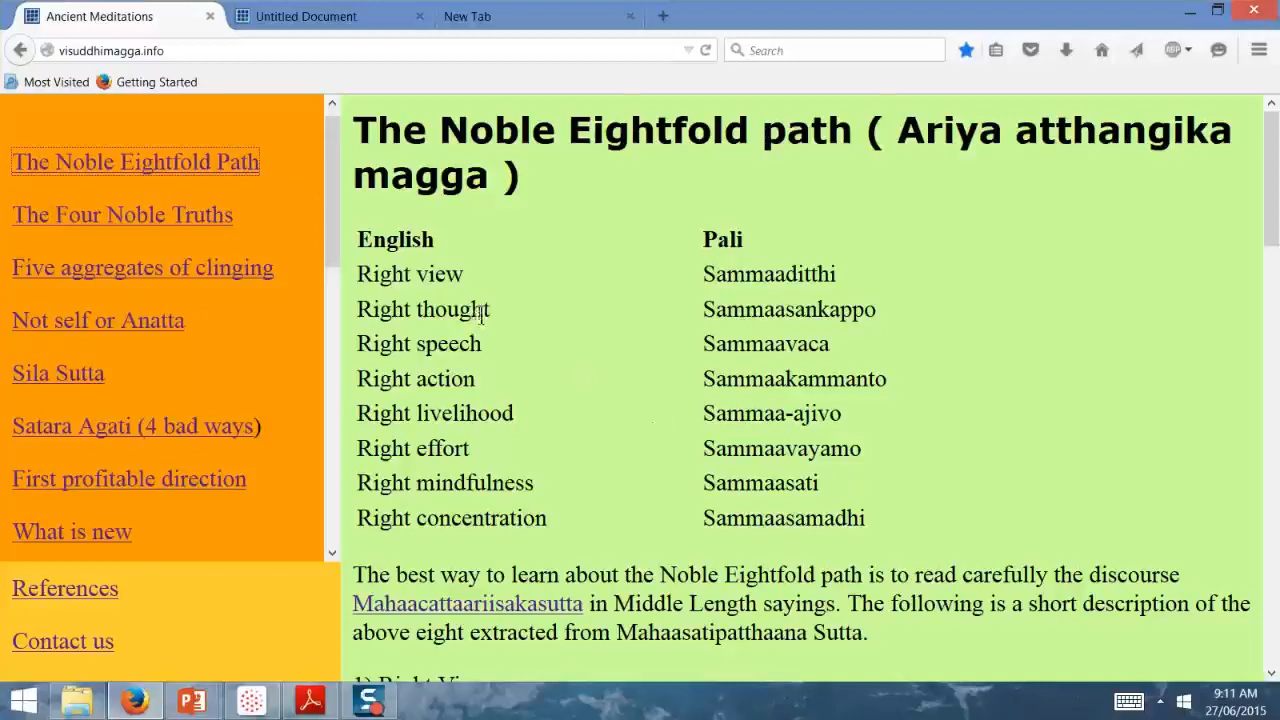 Ancient Meditations
Untitled Document
New Tab
visuddhimagga.info
Search
Most Visited
Getting Started
The Noble Eightfold Path
The Four Noble Truths
Five aggregates of clinging
Not self or Anatta
Sila Sutta
Satara Agati (4 bad ways)
First profitable direction
What is new
References
Contact us
The Noble Eightfold path ( Ariya atthangika
magga )
English Pali
Right view Sammaaditthi
Right thought Sammaasankappo
Right speech Sammaavaca
Right action Sammaakammanto
Right livelihood Sammaa-ajivo
Right effort Sammaavayamo
Right mindfulness Sammaasati
Right concentration Sammaasamadhi
The best way to learn about the Noble Eightfold path is to read carefully the discourse
Mahaacattaariisakasutta in Middle Length sayings. The following is a short description of the
above eight extracted from Mahaasatipatthaana Sutta.
9:11 AM
27/06/2015